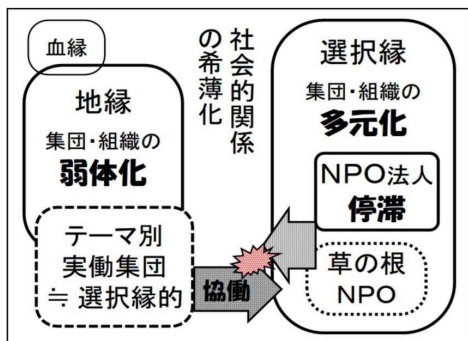 血縁
地縁
集団・組織の
弱体化
テーマ別
実働集団
≒ 選択縁的
社会的関係
の希薄化
協働
選択縁
集団・組織の
多元化
NPO法人
停滞
草の根
NPO